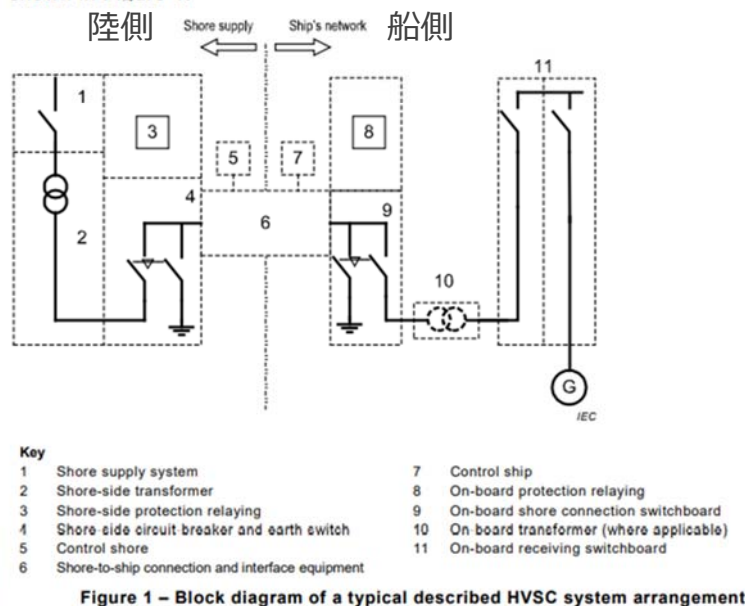 陸側 Shore supply Ship's network 船側
11
1
3
8
5
7
4
6
9
2
10
G
IEC
Key
1 Shore supply system
2 Shore-side transformer
3 Shore-side protection relaying
4 Shore-side circuit-breaker and earth switch
5 Control shore
6 Shore-to-ship connection and interface equipment
7 Control ship
8 On-board protection relaying
9 On-board shore connection switchboard
10 On-board transformer (where applicable)
11 On-board receiving switchboard
Figure 1 – Block diagram of a typical described HVSC system arrangement